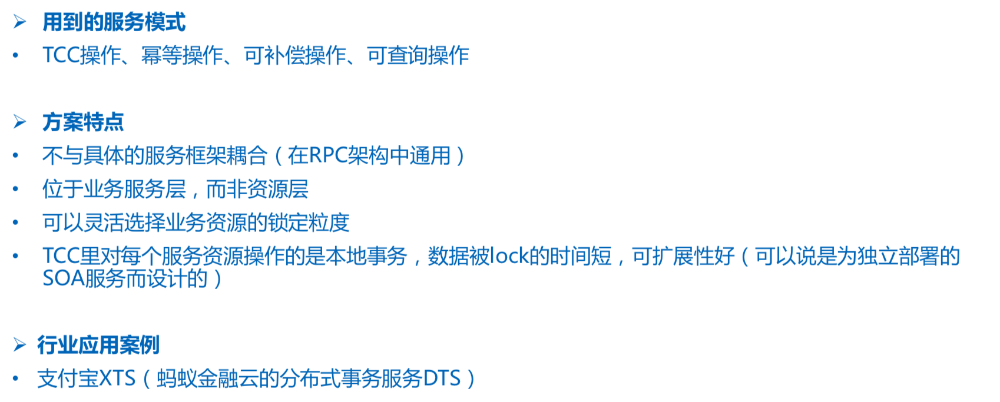 ➢ 用到的服务模式
• TCC操作、幂等操作、可补偿操作、可查询操作
➢ 方案特点
• 不与具体的服务框架耦合（在RPC架构中通用）
• 位于业务服务层，而非资源层
• 可以灵活选择业务资源的锁定粒度
• TCC里对每个服务资源操作的是本地事务，数据被lock的时间短，可扩展性好（可以说是为独立部署的
SOA服务而设计的）
➢ 行业应用案例
• 支付宝XTS（蚂蚁金融云的分布式事务服务DTS）